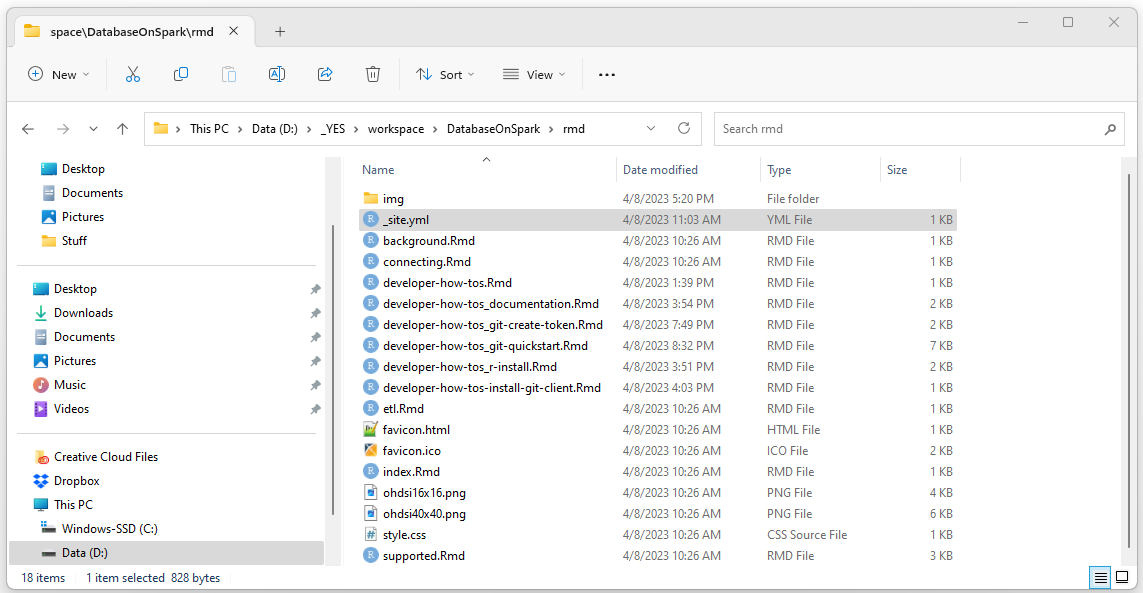 space\DatabaseOnSpark\rmd
New Sort View
This PC Data (D:) _YES workspace DatabaseOnSpark rmd Search rmd
Desktop
Documents
Pictures
Stuff
Desktop
Downloads
Documents
Pictures
Music
Videos
Creative Cloud Files
Dropbox
This PC
Windows-SSD (C:)
Data (D:)
Name Date modified Type Size
img 4/8/2023 5:20 PM File folder
_site.yml 4/8/2023 11:03 AM YML File 1 KB
background.Rmd 4/8/2023 10:26 AM RMD File 1 KB
connecting.Rmd 4/8/2023 10:26 AM RMD File 1 KB
developer-how-tos.Rmd 4/8/2023 1:39 PM RMD File 1 KB
developer-how-tos_documentation.Rmd 4/8/2023 3:54 PM RMD File 2 KB
developer-how-tos_git-create-token.Rmd 4/8/2023 7:49 PM RMD File 2 KB
developer-how-tos_git-quickstart.Rmd 4/8/2023 8:32 PM RMD File 7 KB
developer-how-tos_r-install.Rmd 4/8/2023 3:51 PM RMD File 2 KB
developer-how-tos-install-git-client.Rmd 4/8/2023 4:03 PM RMD File 1 KB
etl.Rmd 4/8/2023 10:26 AM RMD File 1 KB
favicon.html 4/8/2023 10:26 AM HTML File 1 KB
favicon.ico 4/8/2023 10:26 AM ICO File 2 KB
index.Rmd 4/8/2023 10:26 AM RMD File 1 KB
ohdsi16x16.png 4/8/2023 10:26 AM PNG File 4 KB
ohdsi40x40.png 4/8/2023 10:26 AM PNG File 6 KB
style.css 4/8/2023 10:26 AM CSS Source File 1 KB
supported.Rmd 4/8/2023 10:26 AM RMD File 3 KB
18 items 1 item selected 828 bytes